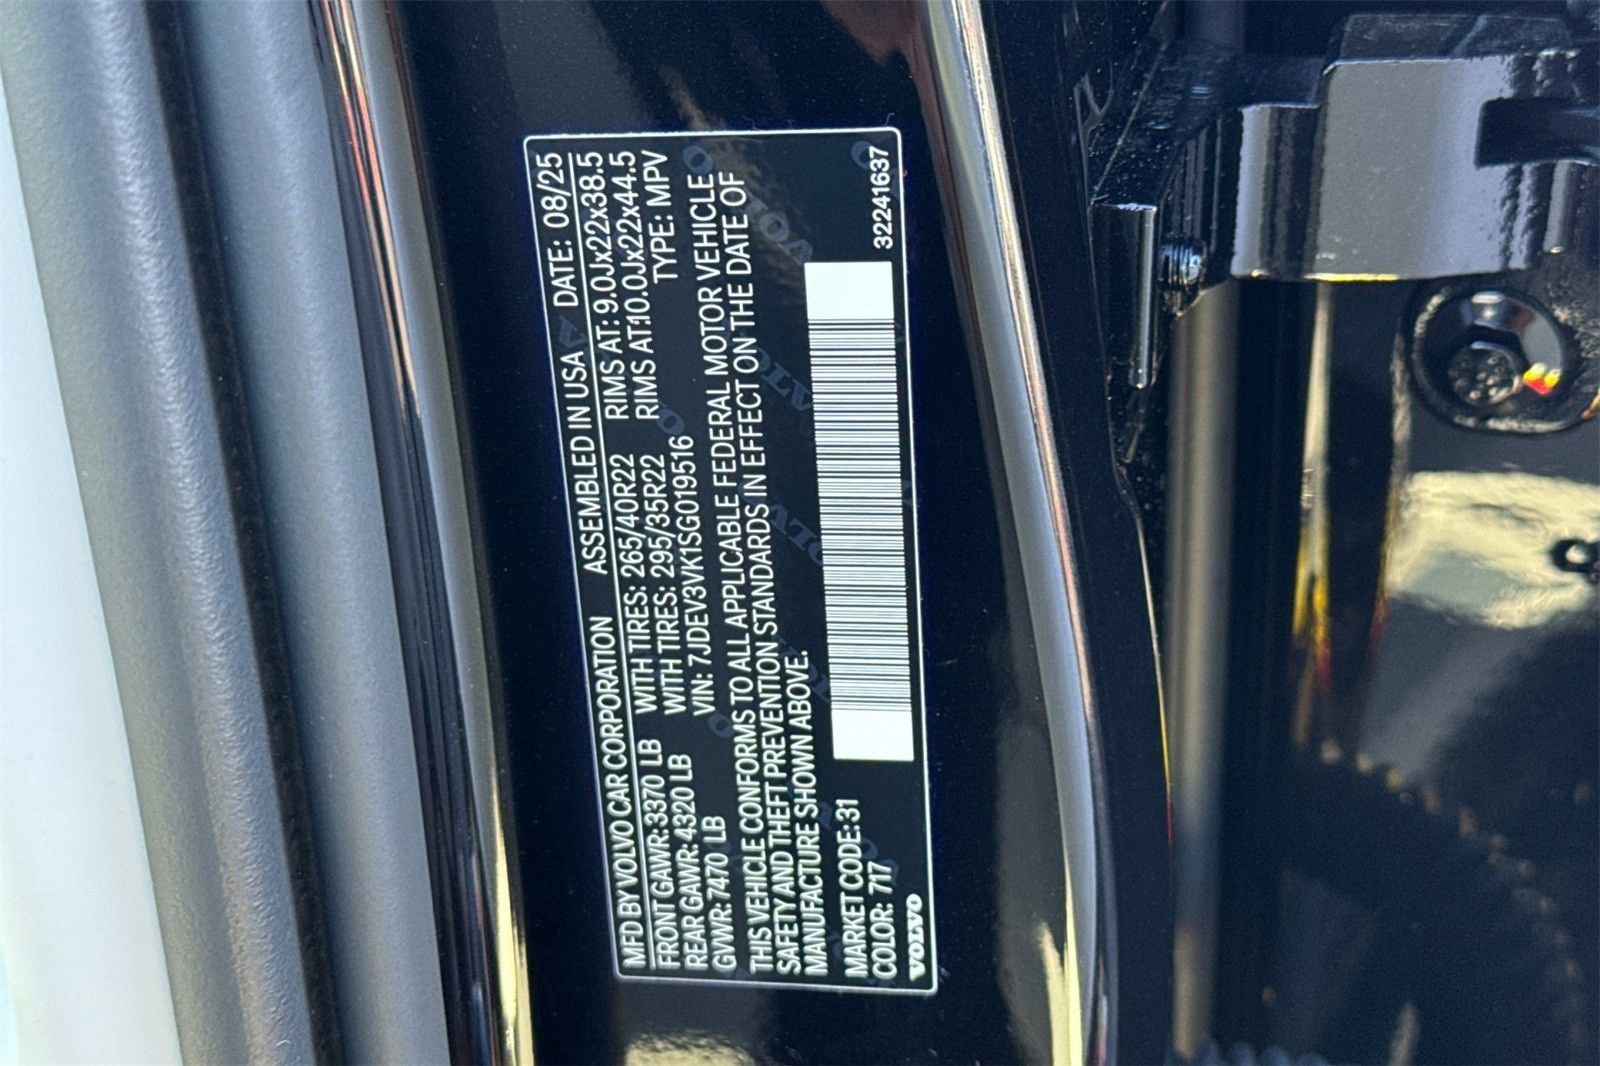 MFD BY VOLVO CAR CORPORATION ASSEMBLED IN USA DATE: 08/25
FRONT GAWR:3370 LB WITH TIRES: 265/40R22 RIMS AT: 9.0Jx22x38.5
REAR GAWR:4320 LB WITH TIRES: 295/35R22 RIMS AT:10.0Jx22x44.5
GVWR:7470 LB VIN: 7JDEV3VK1SG019516 TYPE: MPV
THIS VEHICLE CONFORMS TO ALL APPLICABLE FEDERAL MOTOR VEHICLE
SAFETY AND THEFT PREVENTION STANDARDS IN EFFECT ON THE DATE OF
MANUFACTURE SHOWN ABOVE.
MARKET CODE:31
COLOR: 717
VOLVO 32241637